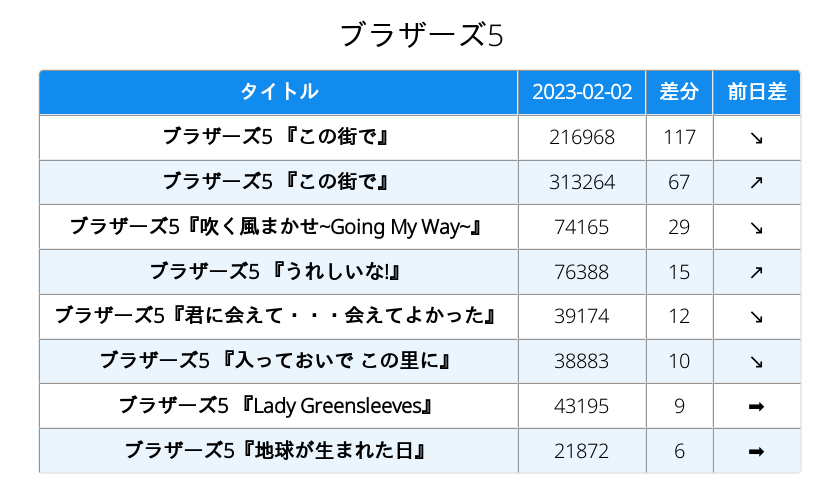 ブラザーズ5
タイトル 2023-02-02 差分 前日差
ブラザーズ5 『この街で』 216968 117 ↘
ブラザーズ5 『この街で』 313264 67 ↗
ブラザーズ5『吹く風まかせ~Going My Way~』 74165 29 ↘
ブラザーズ5 『うれしいな!』 76388 15 ↗
ブラザーズ5『君に会えて・・・会えてよかった』 39174 12 ↘
ブラザーズ5 『入っておいで この里に』 38883 10 ↘
ブラザーズ5 『Lady Greensleeves』 43195 9 ➡
ブラザーズ5『地球が生まれた日』 21872 6 ➡